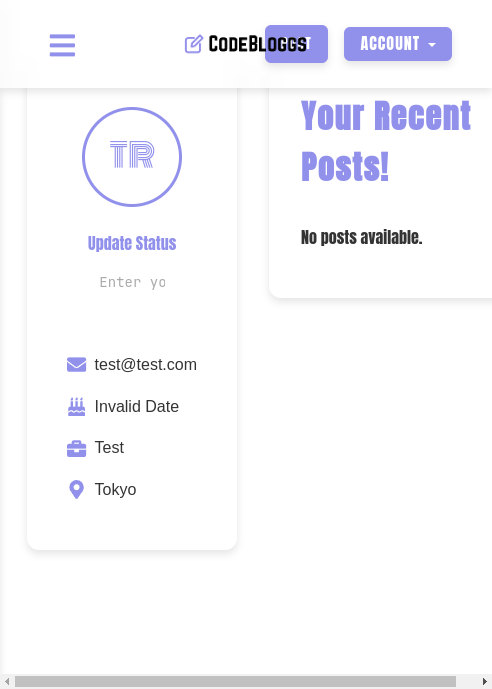 CODEBLOGGS
ACCOUNT
TR
Update Status
Enter yo
test@test.com
Invalid Date
Test
Tokyo
Your Recent
Posts!
No posts available.